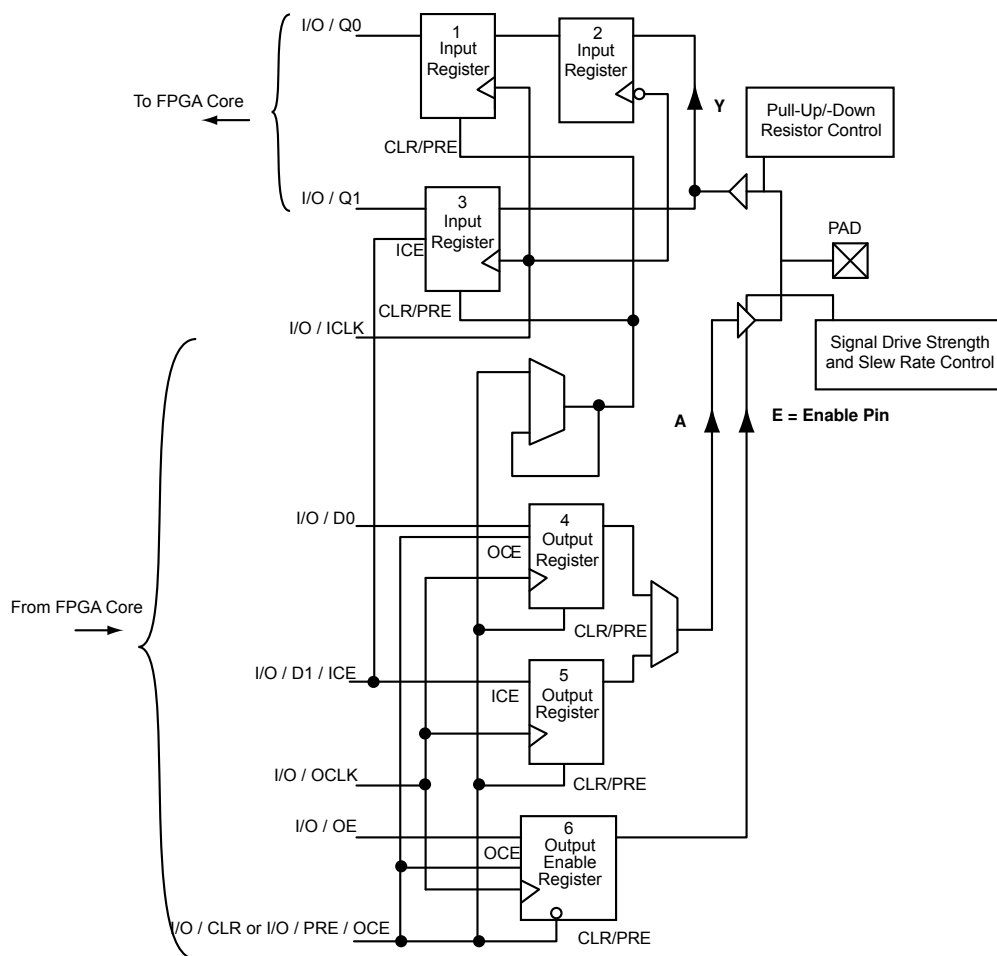 I/O / Q0
1
Input
Register
2
Input
Register
To FPGA Core
Y
Pull-Up/-Down
Resistor Control
CLR/PRE
I/O / Q1
3
Input
Register
ICE
PAD
CLR/PRE
I/O / ICLK
Signal Drive Strength
and Slew Rate Control
A
E = Enable Pin
I/O / D0
4
Output
Register
OCE
From FPGA Core
CLR/PRE
I/O / D1 / ICE
5
Output
Register
ICE
I/O / OCLK
CLR/PRE
I/O / OE
6
Output
Enable
Register
OCE
I/O / CLR or I/O / PRE / OCE
CLR/PRE